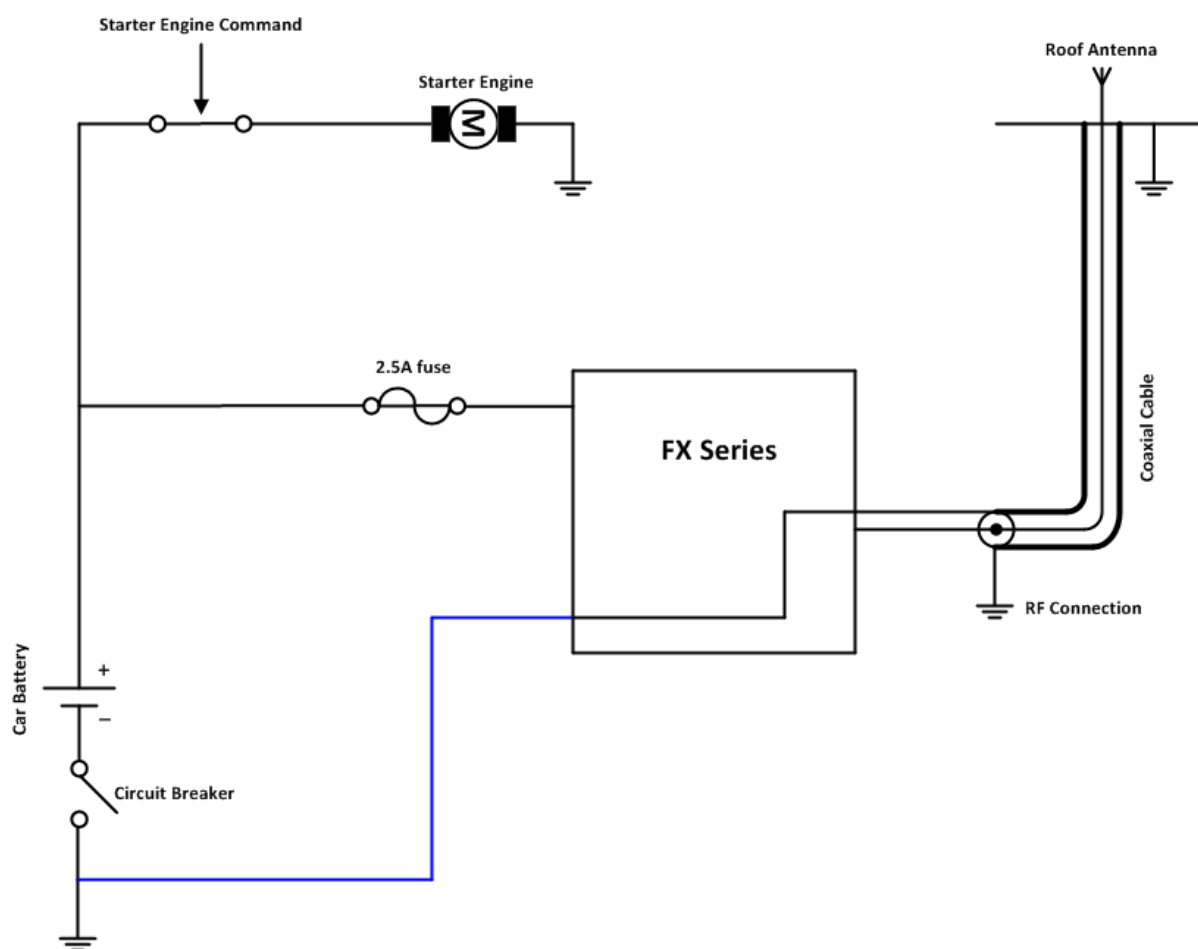 Starter Engine Command
Roof Antenna
Starter Engine
M
2.5A fuse
FX Series
Coaxial Cable
RF Connection
Car Battery
+
–
Circuit Breaker